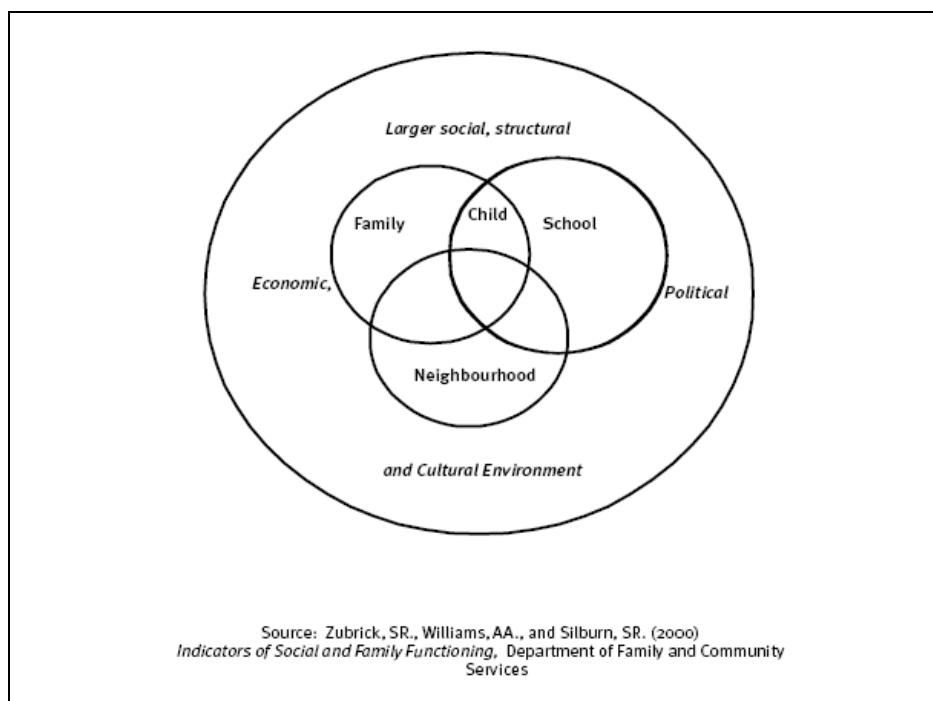 Larger social, structural
Family
Child
School
Economic,
Political
Neighbourhood
and Cultural Environment
Source: Zubrick, SR., Williams, AA., and Silburn, SR. (2000)
Indicators of Social and Family Functioning, Department of Family and Community
Services